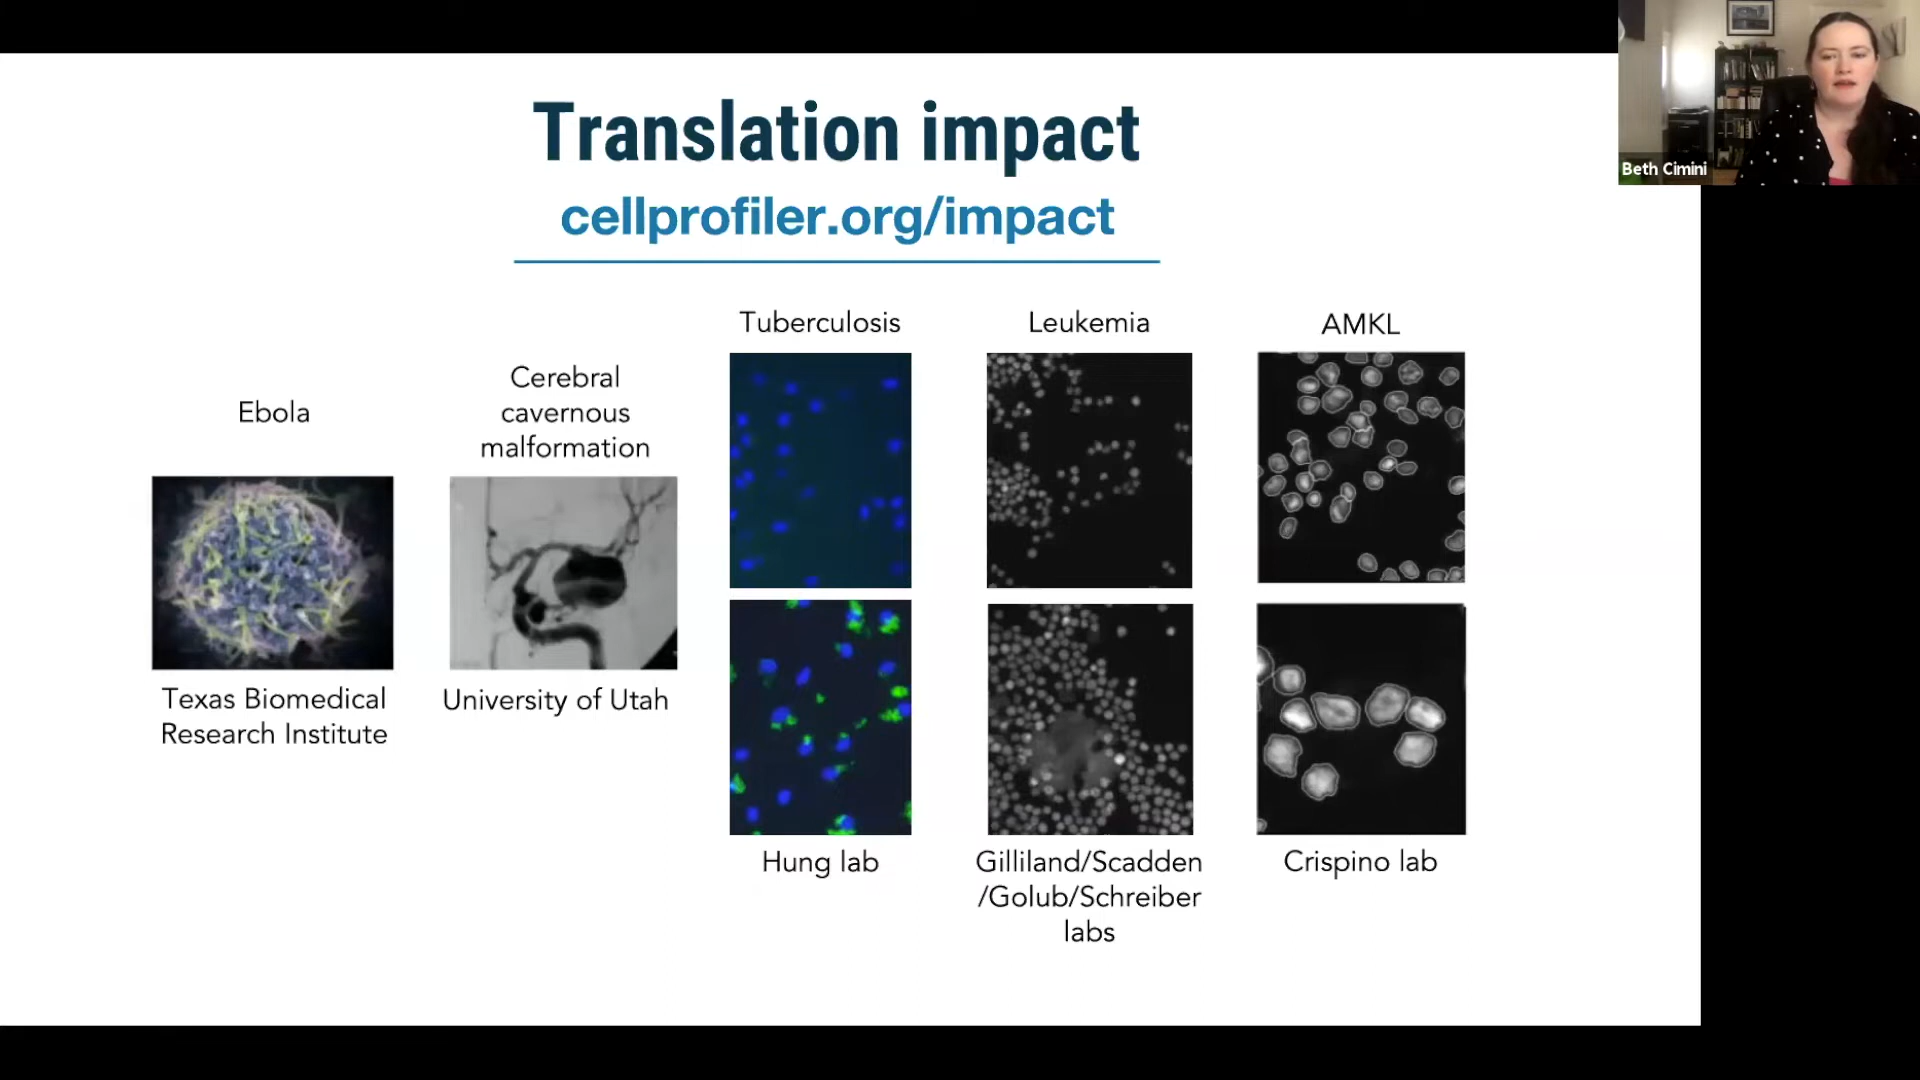 Translation impact
cellprofiler.org/impact
Beth Cimini
Ebola
Texas Biomedical
Research Institute
Cerebral
cavernous
malformation
University of Utah
Tuberculosis
Hung lab
Leukemia
Gilliland/Scadden
/Golub/Schreiber
labs
AMKL
Crispino lab